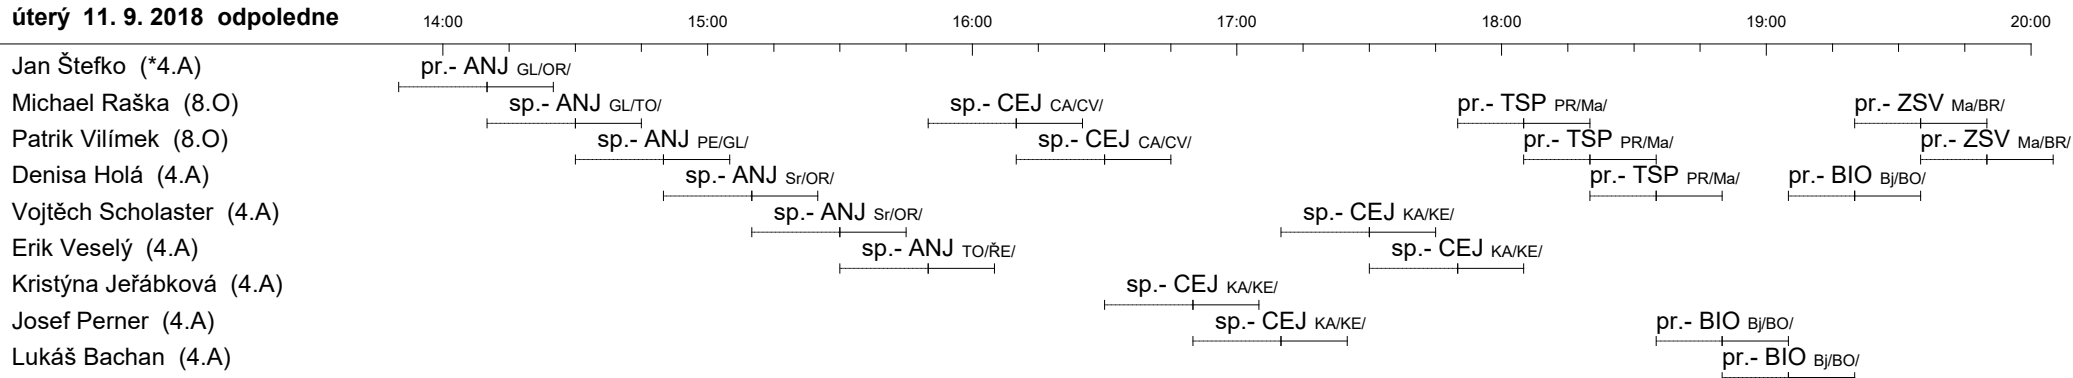 úterý 11. 9. 2018 odpoledne 14:00 15:00 16:00 17:00 18:00 19:00 20:00
Jan Štefko (*4.A) pr.- ANJ GL/OR/
Michael Raška (8.O) sp.- ANJ GL/TO/ sp.- CEJ CA/CV/ pr.- TSP PR/Ma/ pr.- ZSV Ma/BR/
Patrik Vilímek (8.O) sp.- ANJ PE/GL/ sp.- CEJ CA/CV/ pr.- TSP PR/Ma/ pr.- ZSV Ma/BR/
Denisa Holá (4.A) sp.- ANJ Sr/OR/ pr.- TSP PR/Ma/ pr.- BIO Bj/BO/
Vojtěch Scholaster (4.A) sp.- ANJ Sr/OR/ sp.- CEJ KA/KE/
Erik Veselý (4.A) sp.- ANJ TO/ŘE/ sp.- CEJ KA/KE/
Kristýna Jeřábková (4.A) sp.- CEJ KA/KE/
Josef Perner (4.A) sp.- CEJ KA/KE/ pr.- BIO Bj/BO/
Lukáš Bachan (4.A) pr.- BIO Bj/BO/